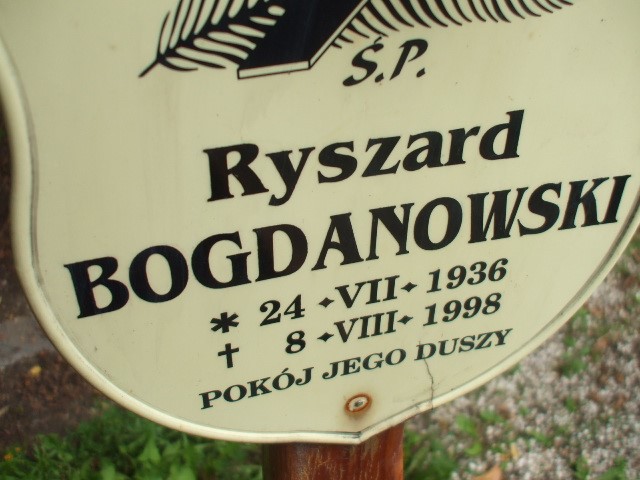 Ś.P.
Ryszard
BOGDANOWSKI
* 24 •VII• 1936
† 8 •VIII• 1998
POKÓJ JEGO DUSZY